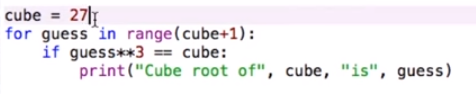 cube = 27
for guess in range(cube+1):
    if guess**3 == cube:
        print("Cube root of", cube, "is", guess)